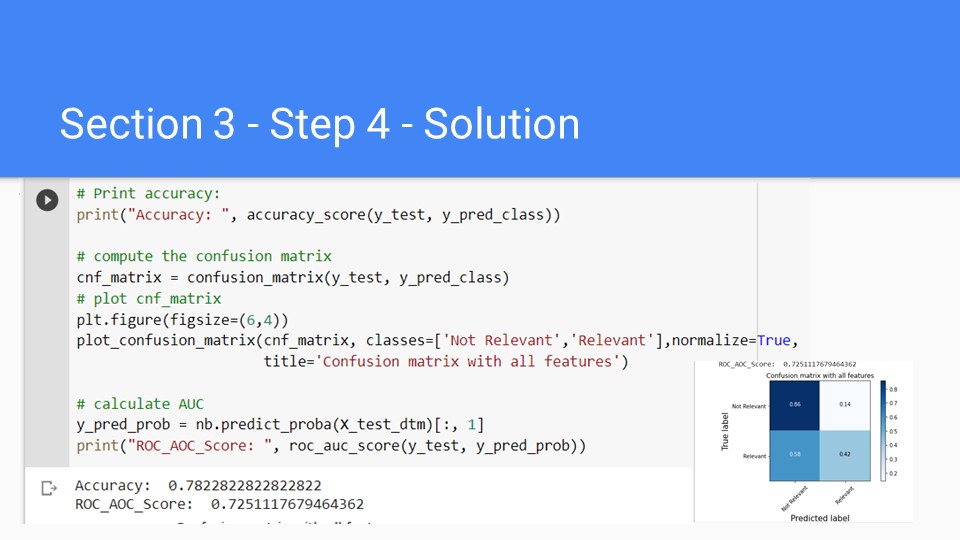 Section 3 - Step 4 - Solution
# Print accuracy:
print("Accuracy: ", accuracy_score(y_test, y_pred_class))
# compute the confusion matrix
cnf_matrix = confusion_matrix(y_test, y_pred_class)
# plot cnf_matrix
plt.figure(figsize=(6,4))
plot_confusion_matrix(cnf_matrix, classes=['Not Relevant','Relevant'],normalize=True,
title='Confusion matrix with all features')
# calculate AUC
y_pred_prob = nb.predict_proba(X_test_dtm)[:, 1]
print("ROC_AOC_Score: ", roc_auc_score(y_test, y_pred_prob))
Accuracy: 0.7822822822822822
ROC_AOC_Score: 0.7251117679464362
ROC_AOC_Score: 0.7251117679464362
Confusion matrix with all features
True label
Not Relevant
0.86
0.14
Relevant
0.58
0.42
0.8
0.7
0.6
0.5
0.4
0.3
0.2
Not Relevant
Relevant
Predicted label